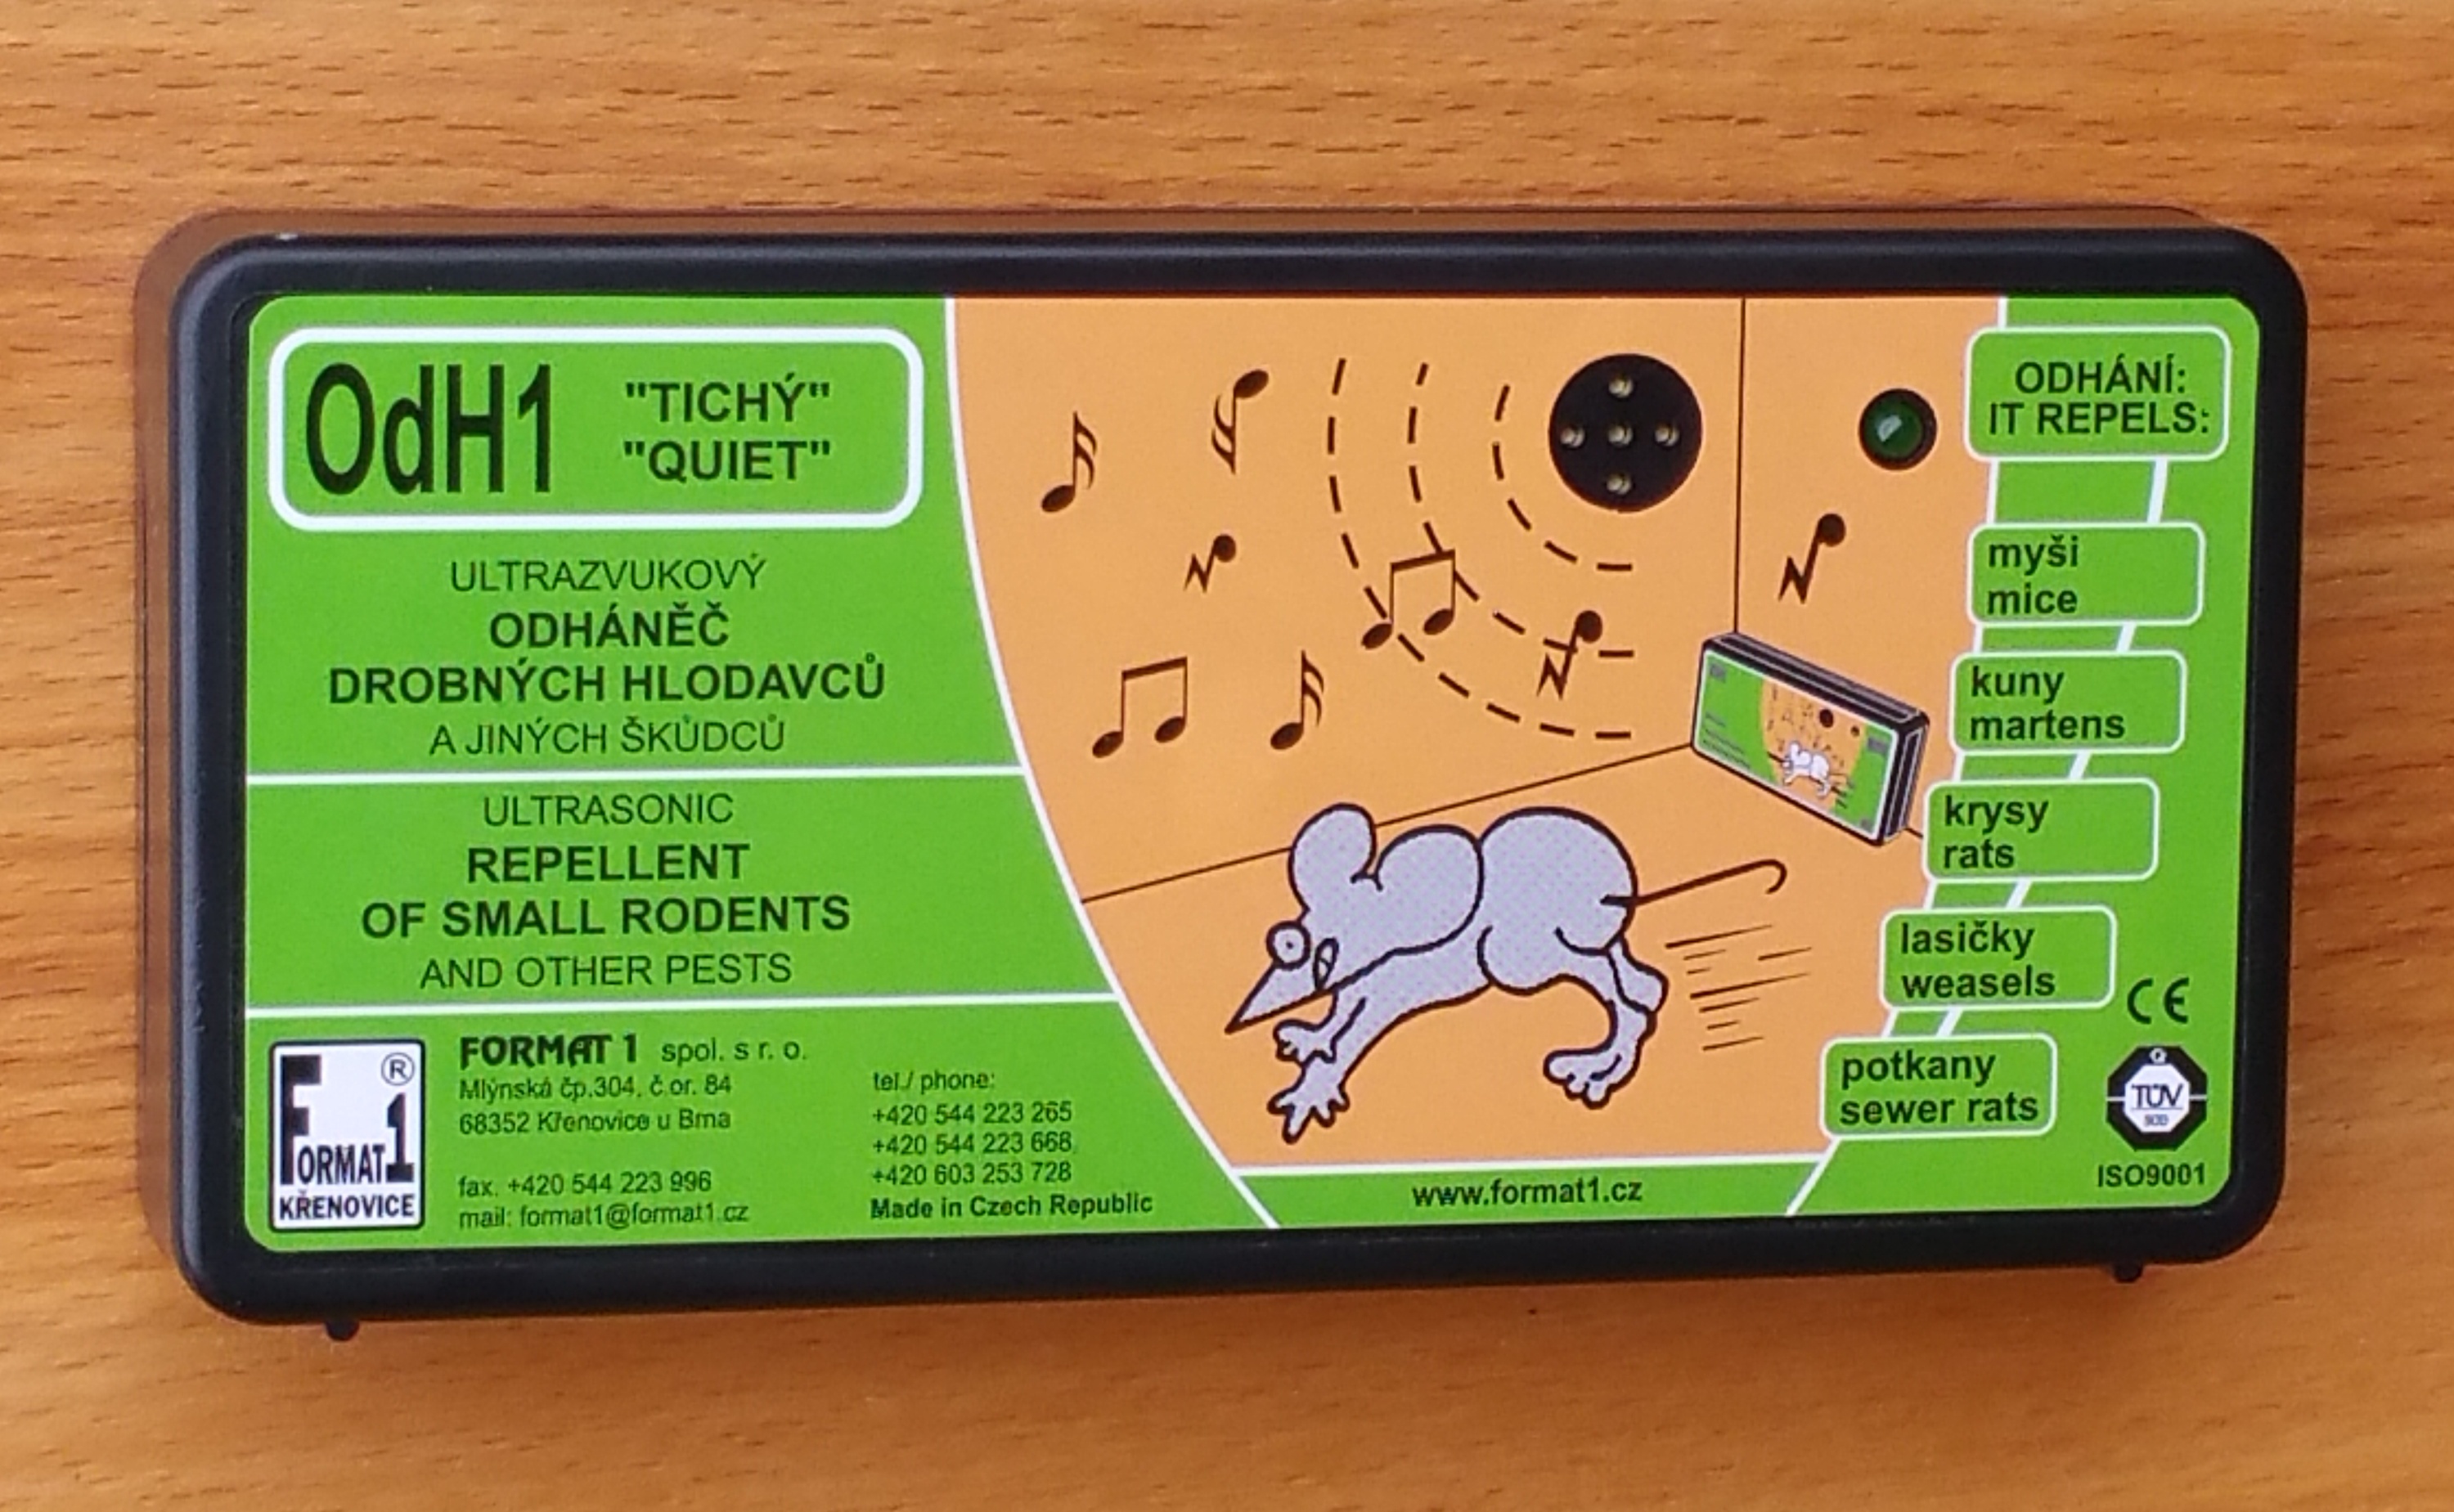 OdH1
"TICHÝ"
"QUIET"
ULTRAZVUKOVÝ
ODHÁNĚČ
DROBNÝCH HLODAVCŮ
A JINÝCH ŠKŮDCŮ
ULTRASONIC
REPELLENT
OF SMALL RODENTS
AND OTHER PESTS
FORMAT1 ®
KŘENOVICE
FORMAT 1 spol. s r. o.
Mlýnská čp.304, č.or. 84
68352 Křenovice u Brna
fax. +420 544 223 996
mail: format1@format1.cz
tel./ phone:
+420 544 223 265
+420 544 223 668
+420 603 253 728
Made in Czech Republic
www.format1.cz
ODHÁNÍ:
IT REPELS:
myši
mice
kuny
martens
krysy
rats
lasičky
weasels
potkany
sewer rats
CE
TÜV
ISO9001